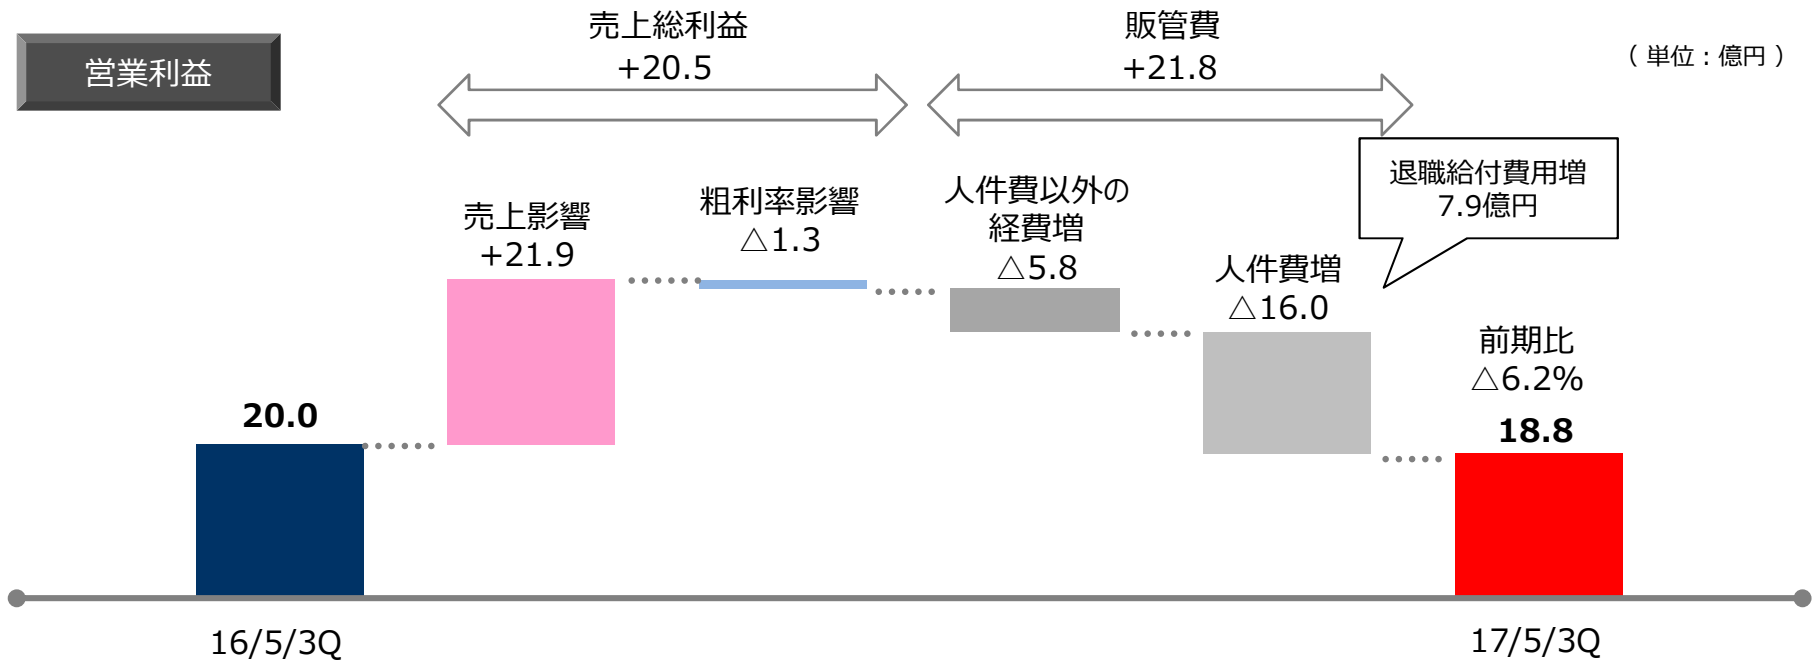 営業利益
売上総利益
+20.5
販管費
+21.8
（ 単位：億円 ）
退職給付費用増
7.9億円
売上影響
+21.9
粗利率影響
△1.3
人件費以外の
経費増
△5.8
人件費増
△16.0
前期比
△6.2%
20.0
18.8
16/5/3Q
17/5/3Q